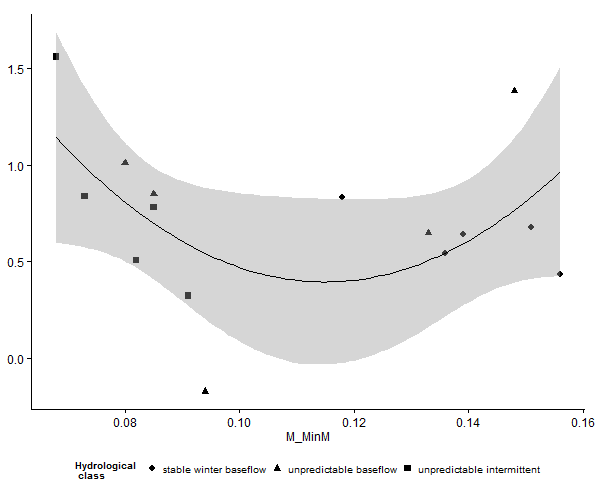 1.5
1.0
0.5
0.0
0.08 0.10 0.12 0.14 0.16
M_MinM
Hydrological
class
stable winter baseflow unpredictable baseflow unpredictable intermittent